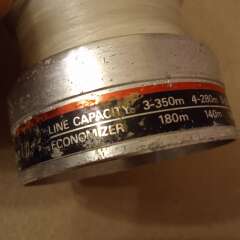 LINE CAPACITY 3-350m 4-280m
ECONOMIZER 180m 140m